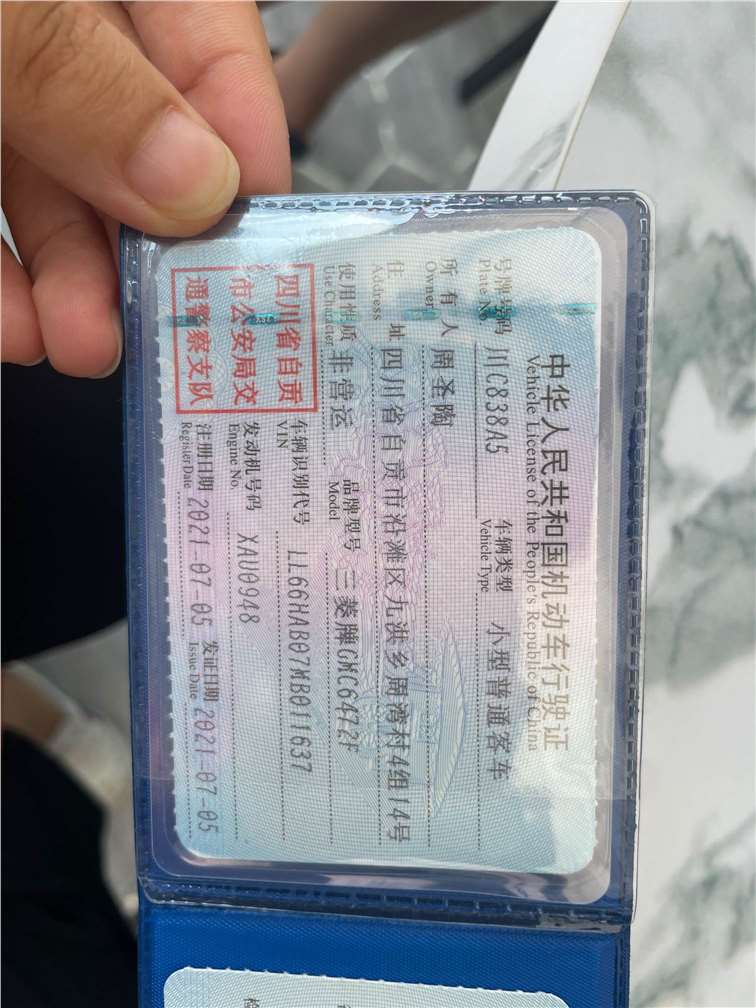 中华人民共和国机动车行驶证
Vehicle License of the People's Republic of China
号牌号码 川C838A5 车辆类型 小型普通客车
Plate No. Vehicle Type
所有人 周圣陶
Owner
住址 四川省自贡市沿滩区九洪乡周湾村4组14号
Address
使用性质 非营运 品牌型号 三菱牌GMC6472F
Use Character Model
四川省自贡
市公安局交
通警察支队
车辆识别代号 LL66HAB07MB011637
VIN
发动机号码 XAU0948
Engine No.
注册日期 2021-07-05 发证日期 2021-07-05
Register Date Issue Date